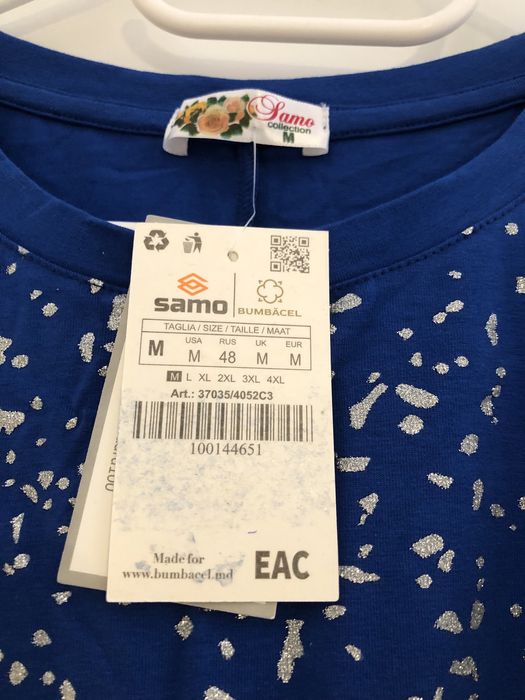 Samo
collection
M
samo
BUMBĂCEL
TAGLIA / SIZE / TAILLE / MAAT
M
USA RUS UK EUR
M 48 M M
M L XL 2XL 3XL 4XL
Art.: 37035/4052C3
100144651
Made for
www.bumbacel.md
EAC